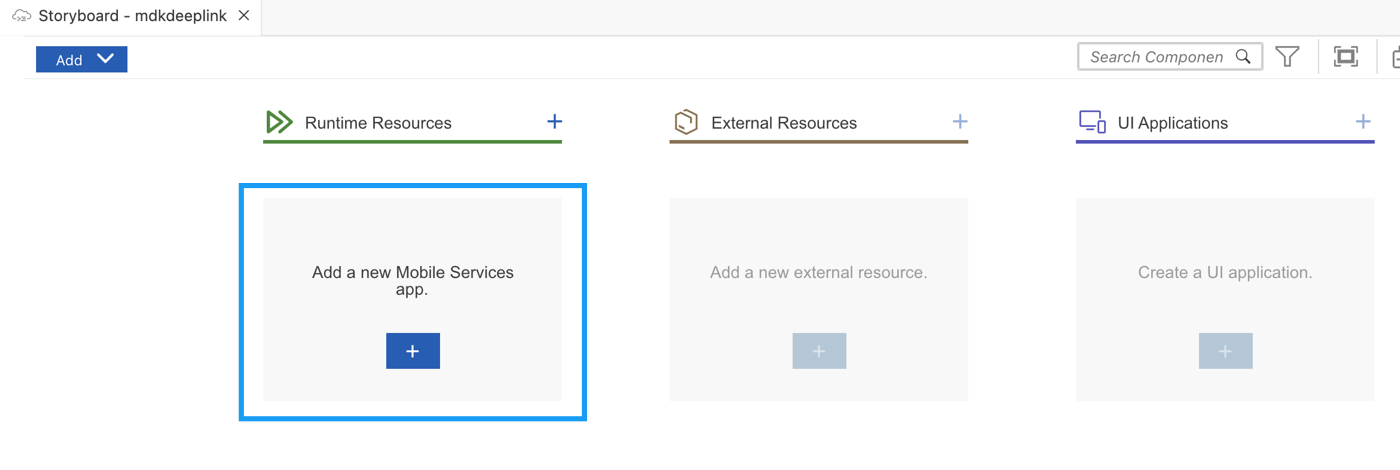 Storyboard - mdkdeeplink
Add
Search Componen
Runtime Resources
External Resources
UI Applications
Add a new Mobile Services
app.
Add a new external resource.
Create a UI application.